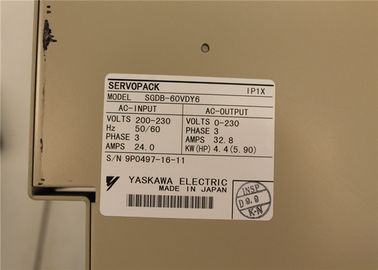 SERVOPACK IP1X
MODEL SGDB-60VDY6
AC-INPUT AC-OUTPUT
VOLTS 200-230 VOLTS 0-230
Hz 50/60 PHASE 3
PHASE 3 AMPS 32.8
AMPS 24.0 KW(HP) 4.4(5.90)
S/N 9P0497-16-11
YASKAWA ELECTRIC
MADE IN JAPAN
INSP
D9.9
K-N